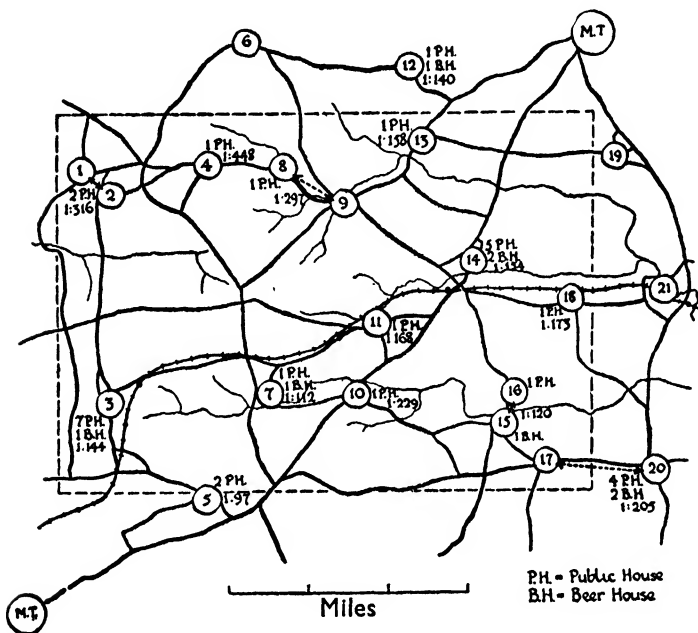 M.T
6
12
1 P.H.
1 B.H.
1:140
1 P.H.
1:158
13
19
1
2
2 P.H.
1:316
4
1 P.H.
1:448
8
1 P.H.
1:297
9
14
5 P.H.
2 B.H.
18
1 P.H.
1:173
21
11
1 P.H.
1:168
3
7 P.H.
1 B.H.
1:144
7
1 P.H.
1 B.H.
1:112
10
1 P.H.
1:229
16
1 P.H.
1:120
15
1 B.H.
17
20
4 P.H.
2 B.H
1:205
5
2 P.H.
1:97
M.T.
Miles
P.H. = Public House
B.H. = Beer House